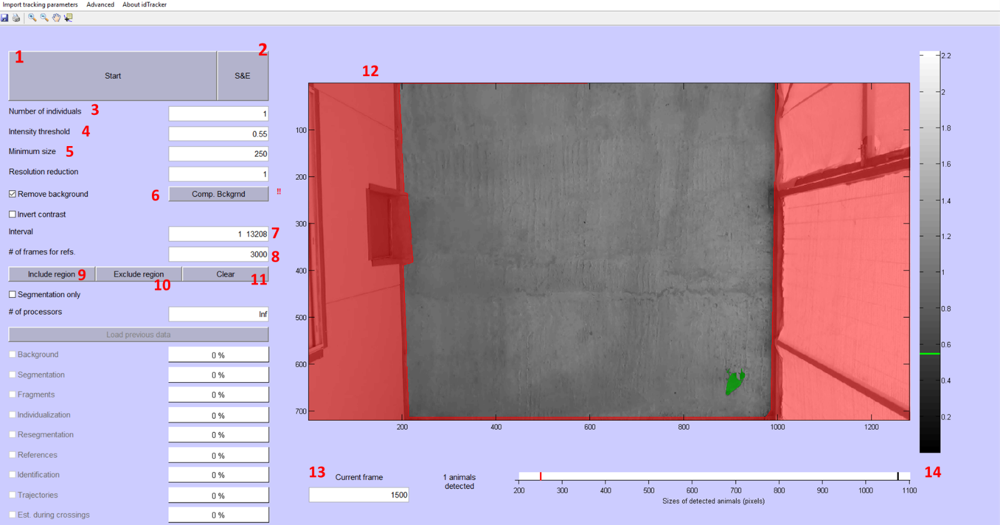 Import tracking parameters Advanced About idTracker
1 2
Start S&E
12
Number of individuals 3 1
Intensity threshold 4 0.55
Minimum size 5 250
Resolution reduction 1
Remove background 6 Comp. Bckgrnd !!
Invert contrast
Interval 1 13208 7
# of frames for refs. 3000 8
Include region 9 Exclude region 10 Clear 11
Segmentation only
# of processors Inf
Load previous data
Background 0 %
Segmentation 0 %
Fragments 0 %
Individualization 0 %
Resegmentation 0 %
References 0 %
Identification 0 %
Trajectories 0 %
Est. during crossings 0 %
100
200
300
400
500
600
700
200 400 600 800 1000 1200
2.2
2
1.8
1.6
1.4
1.2
1
0.8
0.6
0.4
0.2
13 Current frame
1500
1 animals
detected
14
200 300 400 500 600 700 800 900 1000 1100
Sizes of detected animals (pixels)